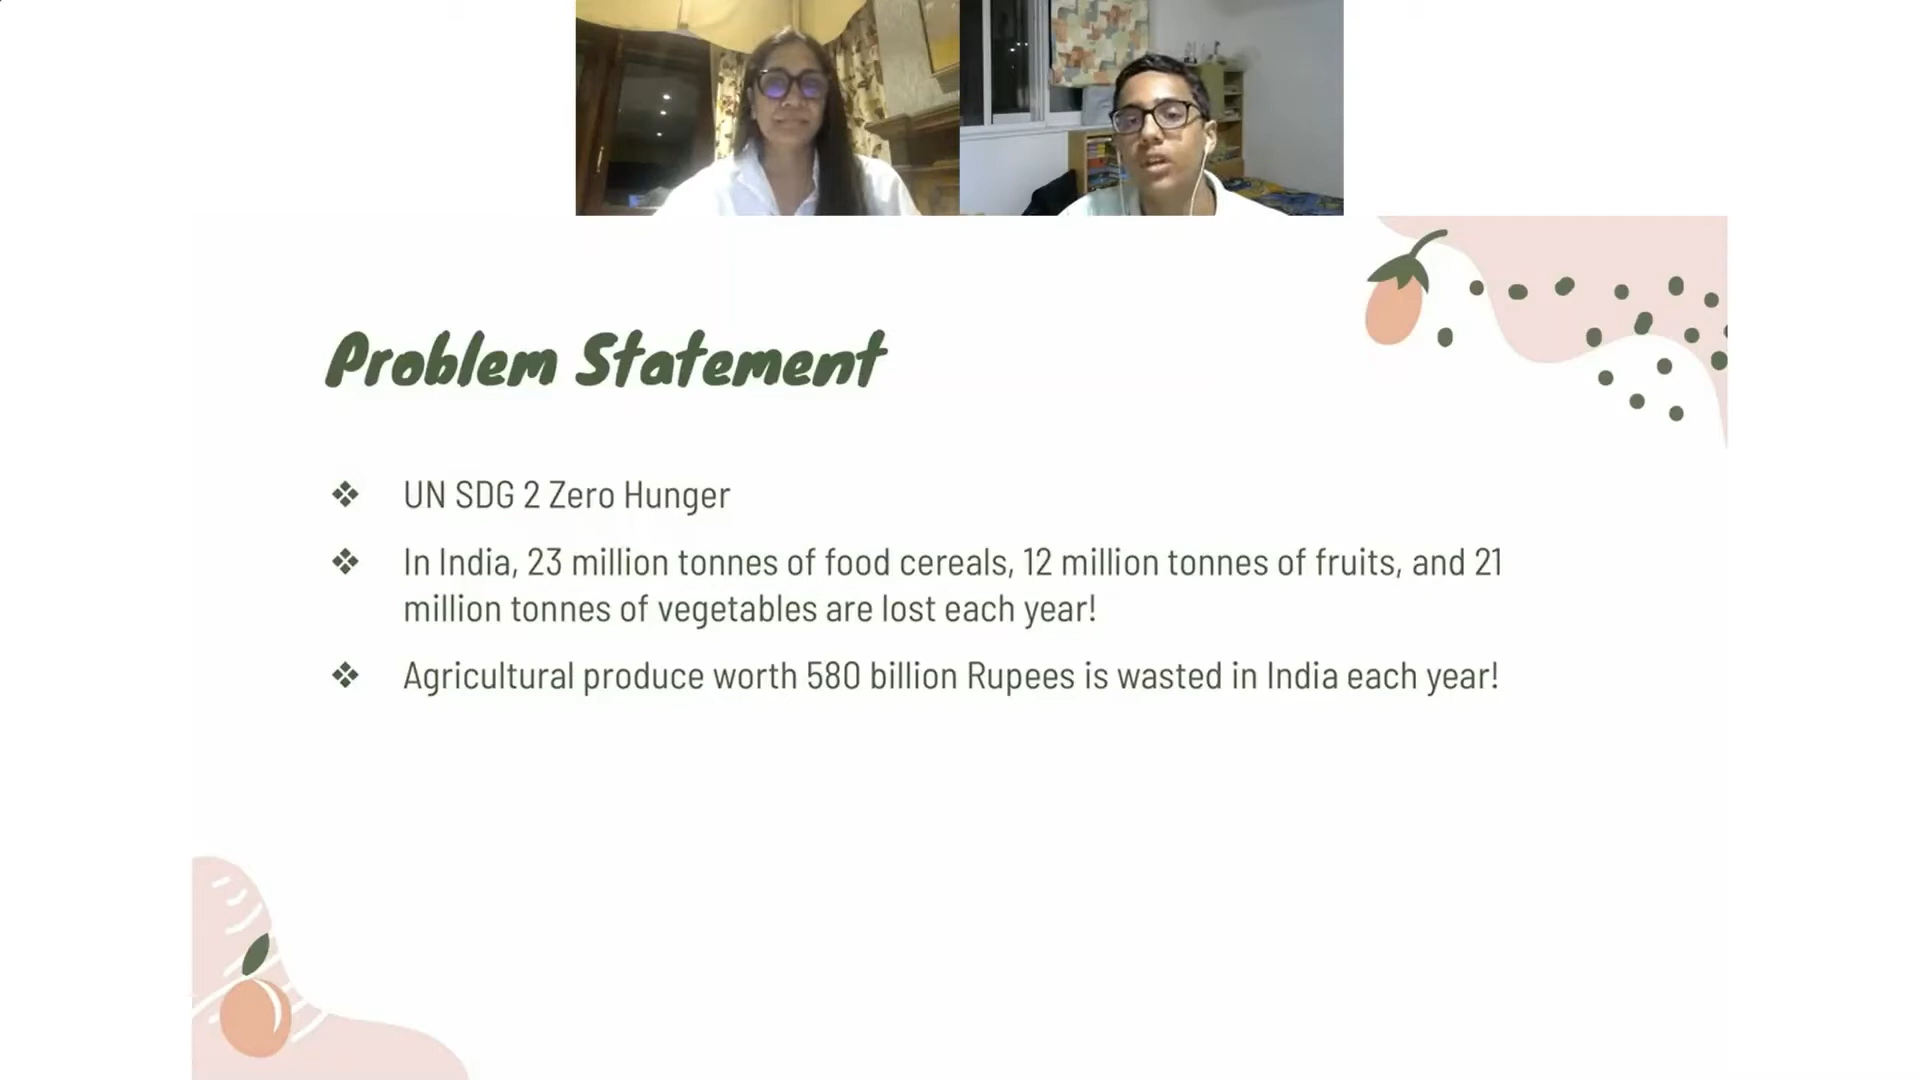 Problem Statement
UN SDG 2 Zero Hunger
In India, 23 million tonnes of food cereals, 12 million tonnes of fruits, and 21
million tonnes of vegetables are lost each year!
Agricultural produce worth 580 billion Rupees is wasted in India each year!